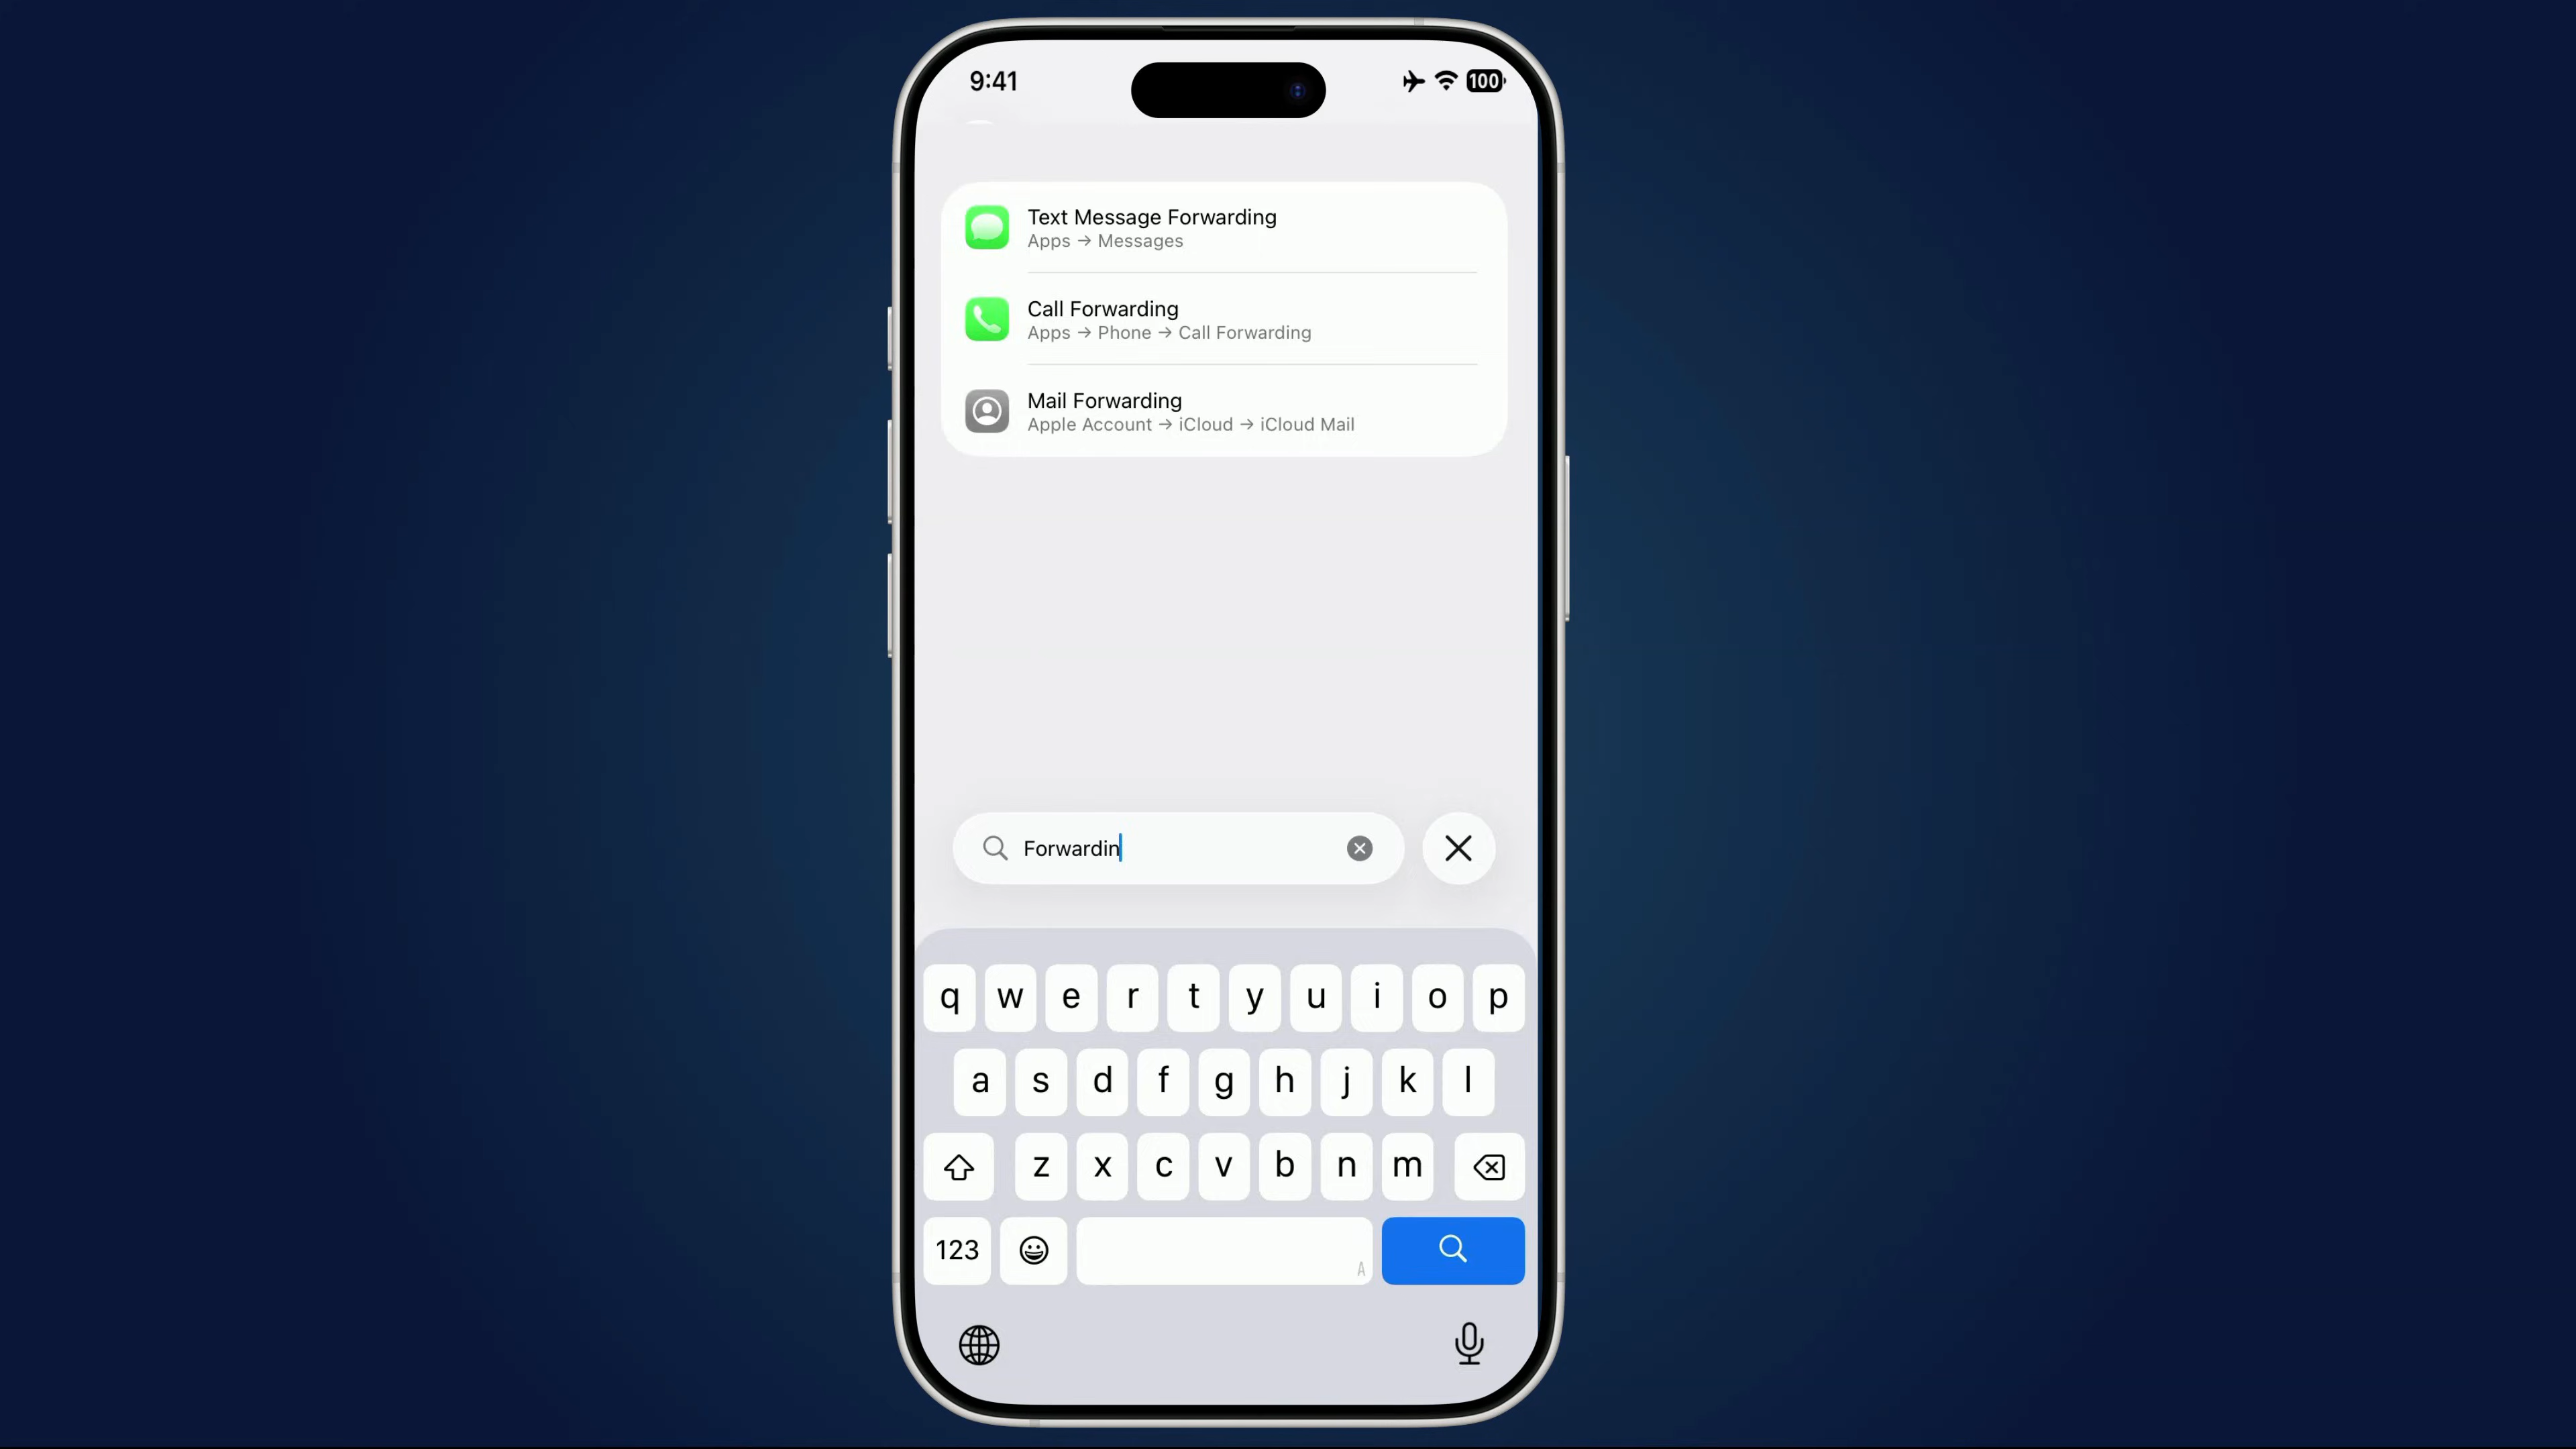 9:41
100
Text Message Forwarding
Apps → Messages
Call Forwarding
Apps → Phone → Call Forwarding
Mail Forwarding
Apple Account → iCloud → iCloud Mail
Forwardin
q w e r t y u i o p
a s d f g h j k l
z x c v b n m
123
A